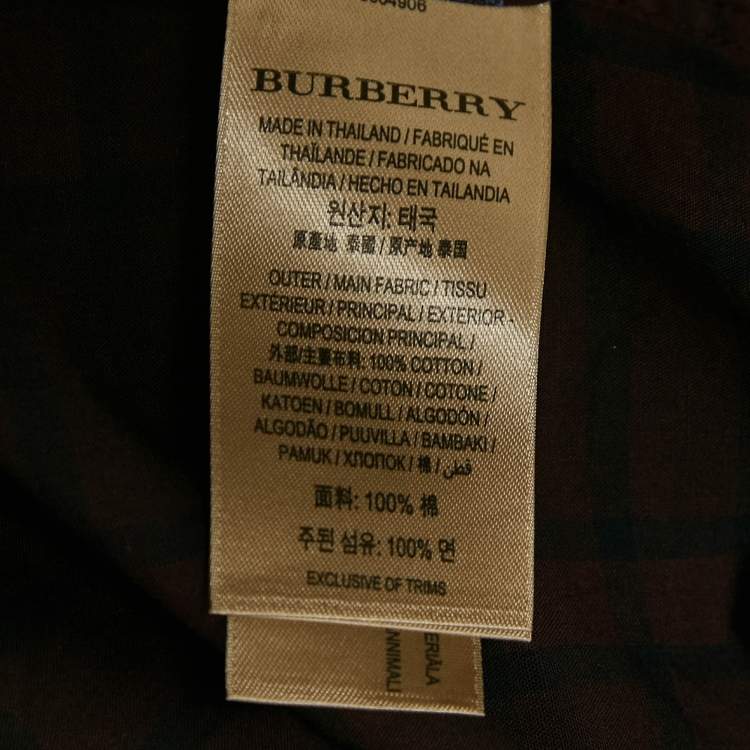 BURBERRY
MADE IN THAILAND / FABRIQUÉ EN
THAÏLANDE / FABRICADO NA
TAILÂNDIA / HECHO EN TAILANDIA
원산지: 태국
原產地 泰國 / 原产地 泰国
OUTER / MAIN FABRIC / TISSU
EXTÉRIEUR / PRINCIPAL / EXTERIOR -
COMPOSICIÓN PRINCIPAL /
外部/主要布料: 100% COTTON /
BAUMWOLLE / COTON / COTONE /
KATOEN / BOMULL / ALGODÓN /
ALGODÃO / PUUVILLA / BAMBAKI /
PAMUK / ХЛОПОК / 棉 / قطن /
面料: 100% 棉
주된 섬유: 100% 면
EXCLUSIVE OF TRIMS